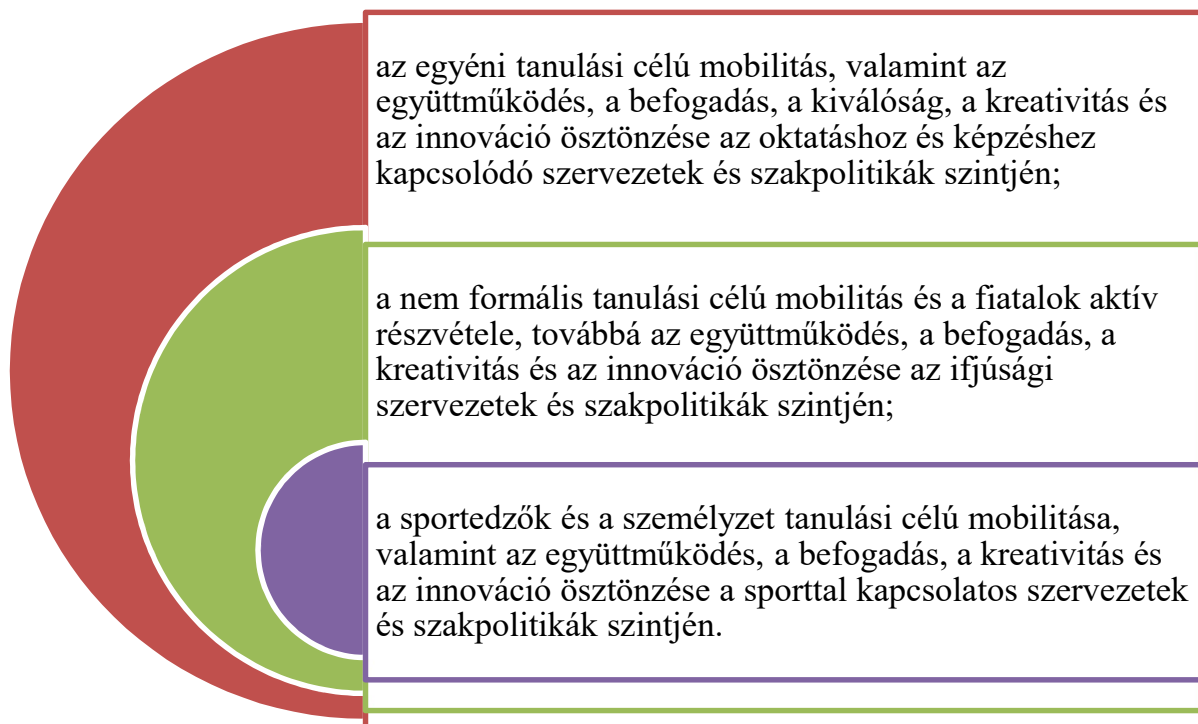 az egyéni tanulási célú mobilitás, valamint az
együttműködés, a befogadás, a kiválóság, a kreativitás és
az innováció ösztönzése az oktatáshoz és képzéshez
kapcsolódó szervezetek és szakpolitikák szintjén;
a nem formális tanulási célú mobilitás és a fiatalok aktív
részvétele, továbbá az együttműködés, a befogadás, a
kreativitás és az innováció ösztönzése az ifjúsági
szervezetek és szakpolitikák szintjén;
a sportedzők és a személyzet tanulási célú mobilitása,
valamint az együttműködés, a befogadás, a kreativitás és
az innováció ösztönzése a sporttal kapcsolatos szervezetek
és szakpolitikák szintjén.